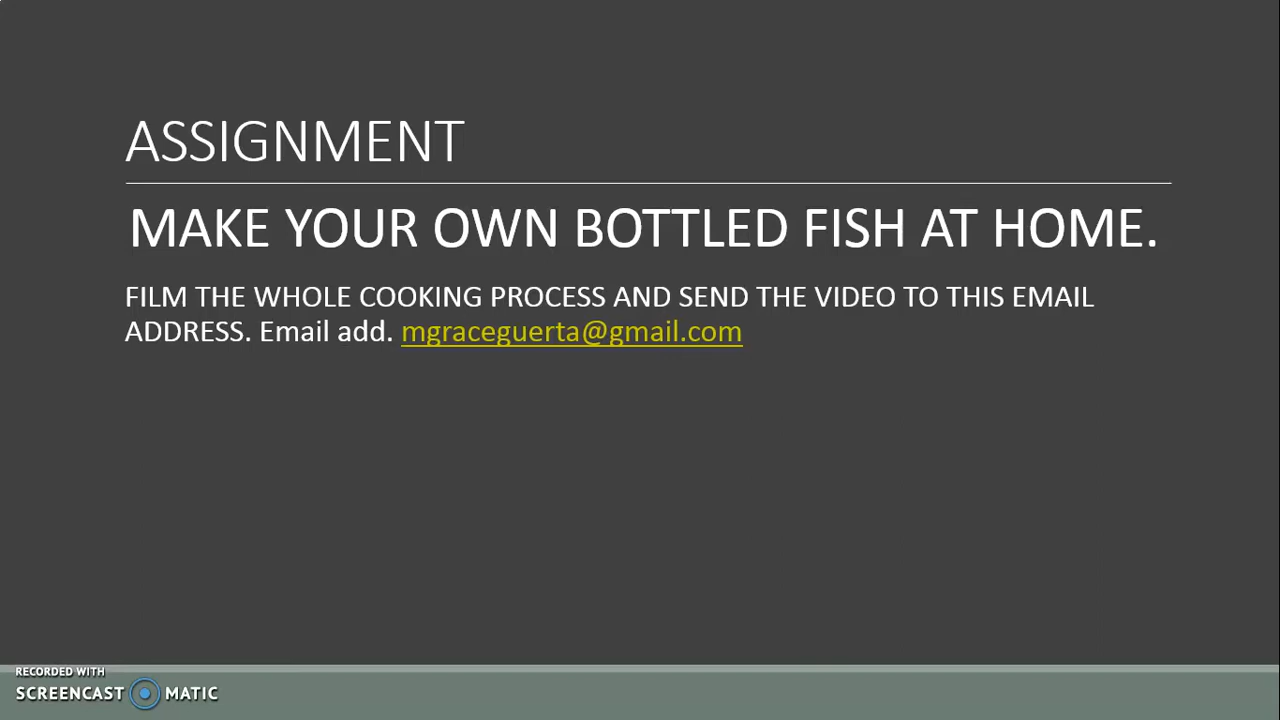 ASSIGNMENT
MAKE YOUR OWN BOTTLED FISH AT HOME.
FILM THE WHOLE COOKING PROCESS AND SEND THE VIDEO TO THIS EMAIL
ADDRESS. Email add. mgraceguerta@gmail.com
RECORDED WITH
SCREENCAST MATIC